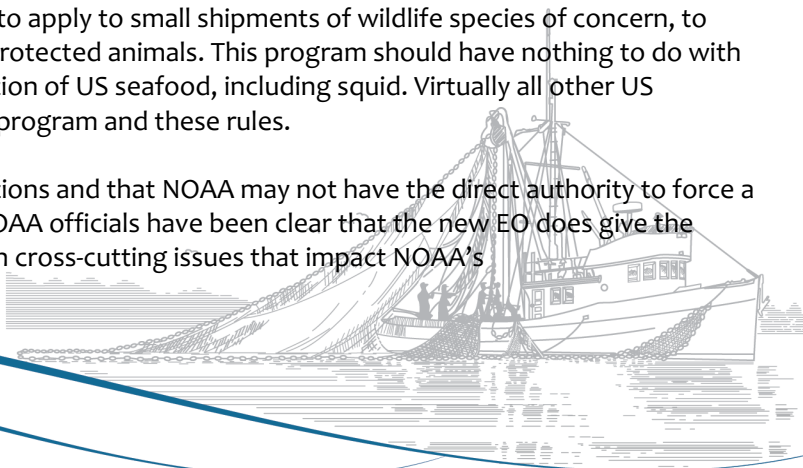 to apply to small shipments of wildlife species of concern, to
rotected animals. This program should have nothing to do with
tion of US seafood, including squid. Virtually all other US
program and these rules.
tions and that NOAA may not have the direct authority to force a
OAA officials have been clear that the new EO does give the
n cross-cutting issues that impact NOAA's